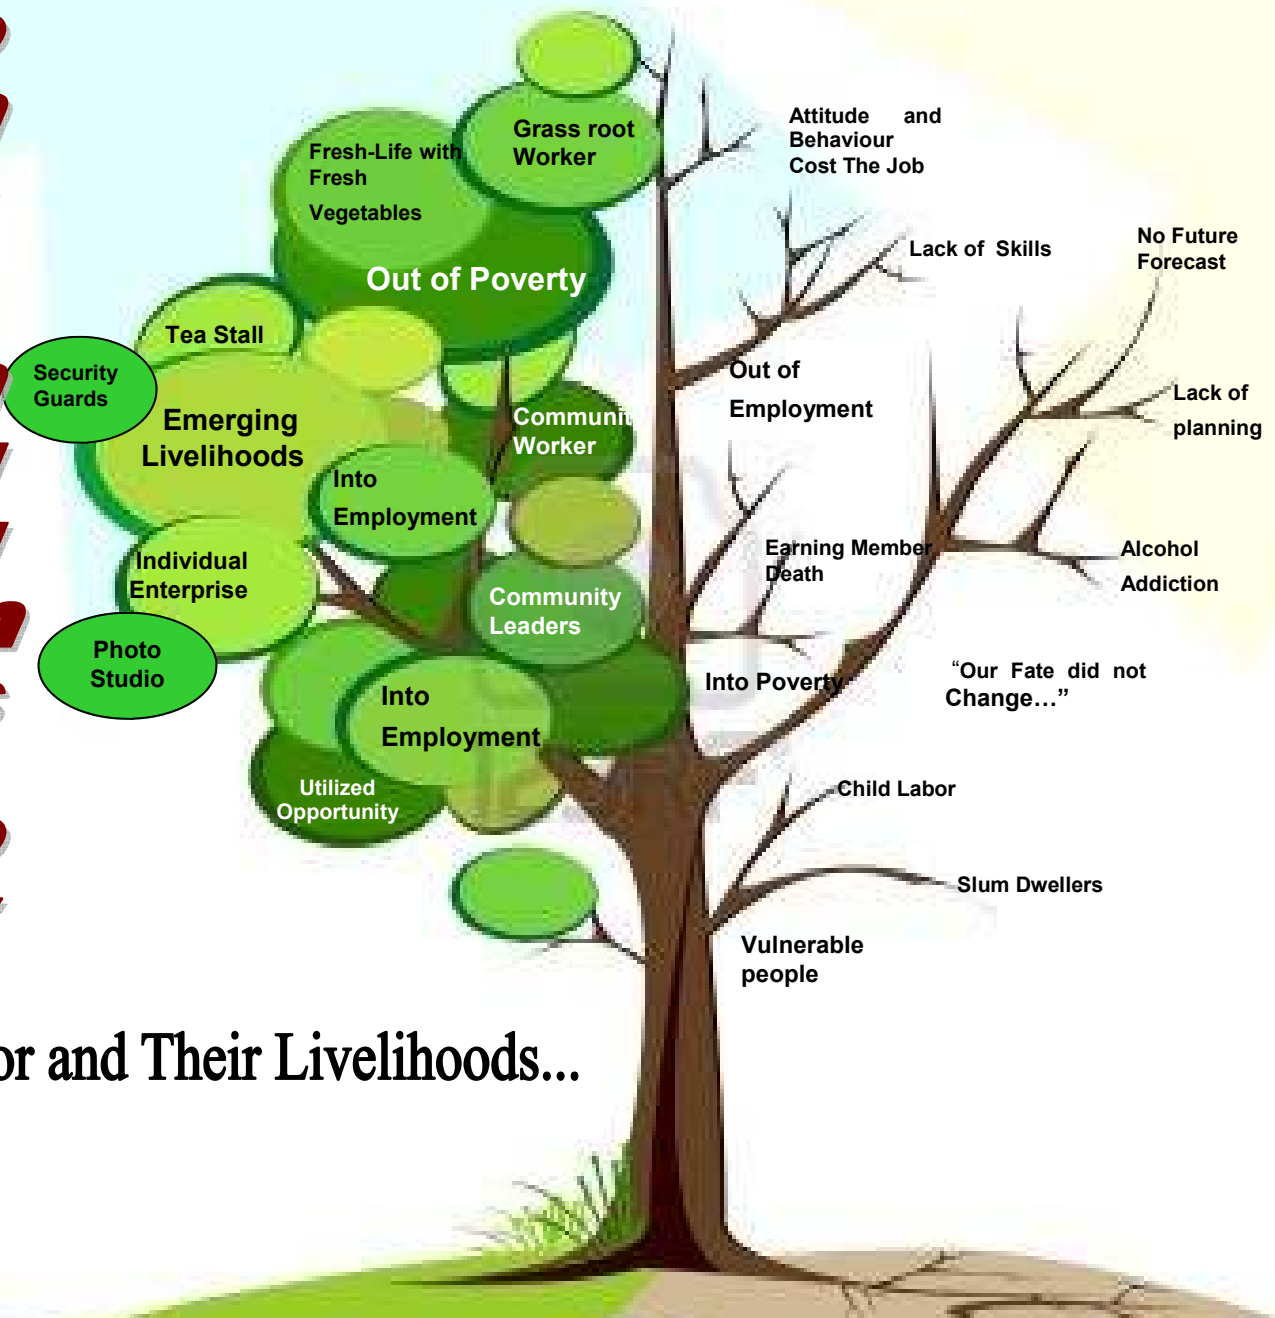 Grass root
Worker
Fresh-Life with
Fresh
Vegetables
Out of Poverty
Tea Stall
Security
Guards
Emerging
Livelihoods
Communit
Worker
Into
Employment
Individual
Enterprise
Community
Leaders
Photo
Studio
Into
Employment
Utilized
Opportunity
Attitude and
Behaviour
Cost The Job
Lack of Skills
No Future
Forecast
Out of
Employment
Lack of
planning
Earning Member
Death
Alcohol
Addiction
Into Poverty
“Our Fate did not
Change…”
Child Labor
Slum Dwellers
Vulnerable
people
or and Their Livelihoods...